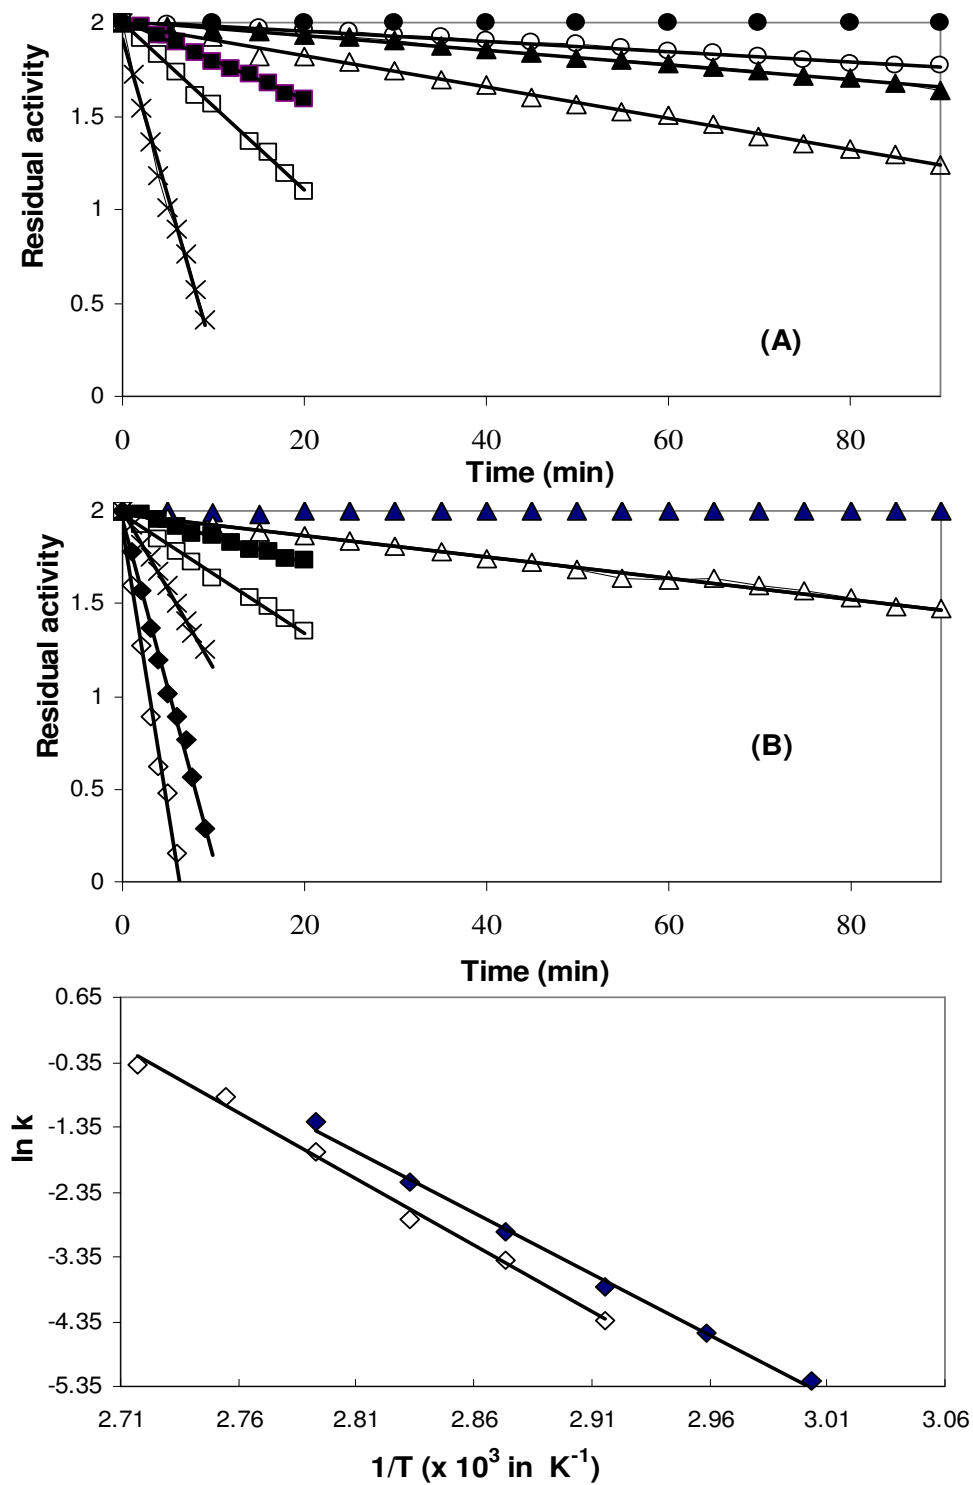 2
1.5
1
0.5
0
Residual activity
(A)
0 20 40 60 80
Time (min)
2
1.5
1
0.5
0
Residual activity
(B)
0 20 40 60 80
Time (min)
0.65
-0.35
-1.35
-2.35
-3.35
-4.35
-5.35
ln k
2.71 2.76 2.81 2.86 2.91 2.96 3.01 3.06
1/T (x 10³ in K⁻¹)